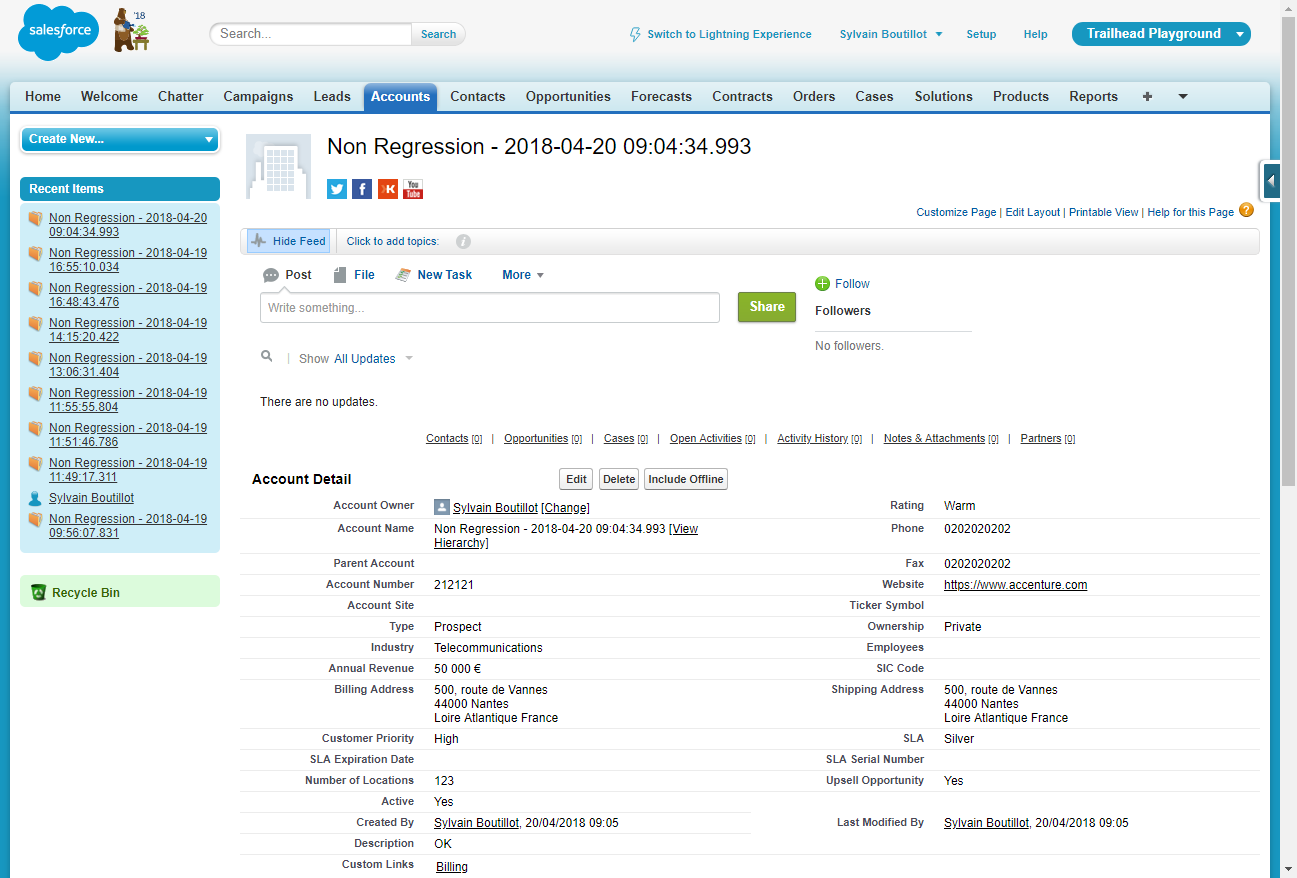 salesforce
'18
Search...
Search
Switch to Lightning Experience
Sylvain Boutillot
Setup
Help
Trailhead Playground
Home
Welcome
Chatter
Campaigns
Leads
Accounts
Contacts
Opportunities
Forecasts
Contracts
Orders
Cases
Solutions
Products
Reports
Create New...
Recent Items
Non Regression - 2018-04-20
09:04:34.993
Non Regression - 2018-04-19
16:55:10.034
Non Regression - 2018-04-19
16:48:43.476
Non Regression - 2018-04-19
14:15:20.422
Non Regression - 2018-04-19
13:06:31.404
Non Regression - 2018-04-19
11:55:55.804
Non Regression - 2018-04-19
11:51:46.786
Non Regression - 2018-04-19
11:49:17.311
Sylvain Boutillot
Non Regression - 2018-04-19
09:56:07.831
Recycle Bin
Non Regression - 2018-04-20 09:04:34.993
f
K
You
Tube
Customize Page | Edit Layout | Printable View | Help for this Page ?
Hide Feed
Click to add topics: i
Post
File
New Task
More
Write something...
Share
Follow
Followers
No followers.
Show All Updates
There are no updates.
Contacts [0] | Opportunities [0] | Cases [0] | Open Activities [0] | Activity History [0] | Notes & Attachments [0] | Partners [0]
Account Detail
Edit
Delete
Include Offline
Account Owner Sylvain Boutillot [Change]
Rating Warm
Account Name Non Regression - 2018-04-20 09:04:34.993 [View
Hierarchy]
Phone 0202020202
Parent Account
Fax 0202020202
Account Number 212121
Website https://www.accenture.com
Account Site
Ticker Symbol
Type Prospect
Ownership Private
Industry Telecommunications
Employees
Annual Revenue 50 000 €
SIC Code
Billing Address 500, route de Vannes
44000 Nantes
Loire Atlantique France
Shipping Address 500, route de Vannes
44000 Nantes
Loire Atlantique France
Customer Priority High
SLA Silver
SLA Expiration Date
SLA Serial Number
Number of Locations 123
Upsell Opportunity Yes
Active Yes
Created By Sylvain Boutillot, 20/04/2018 09:05
Last Modified By Sylvain Boutillot, 20/04/2018 09:05
Description OK
Custom Links Billing